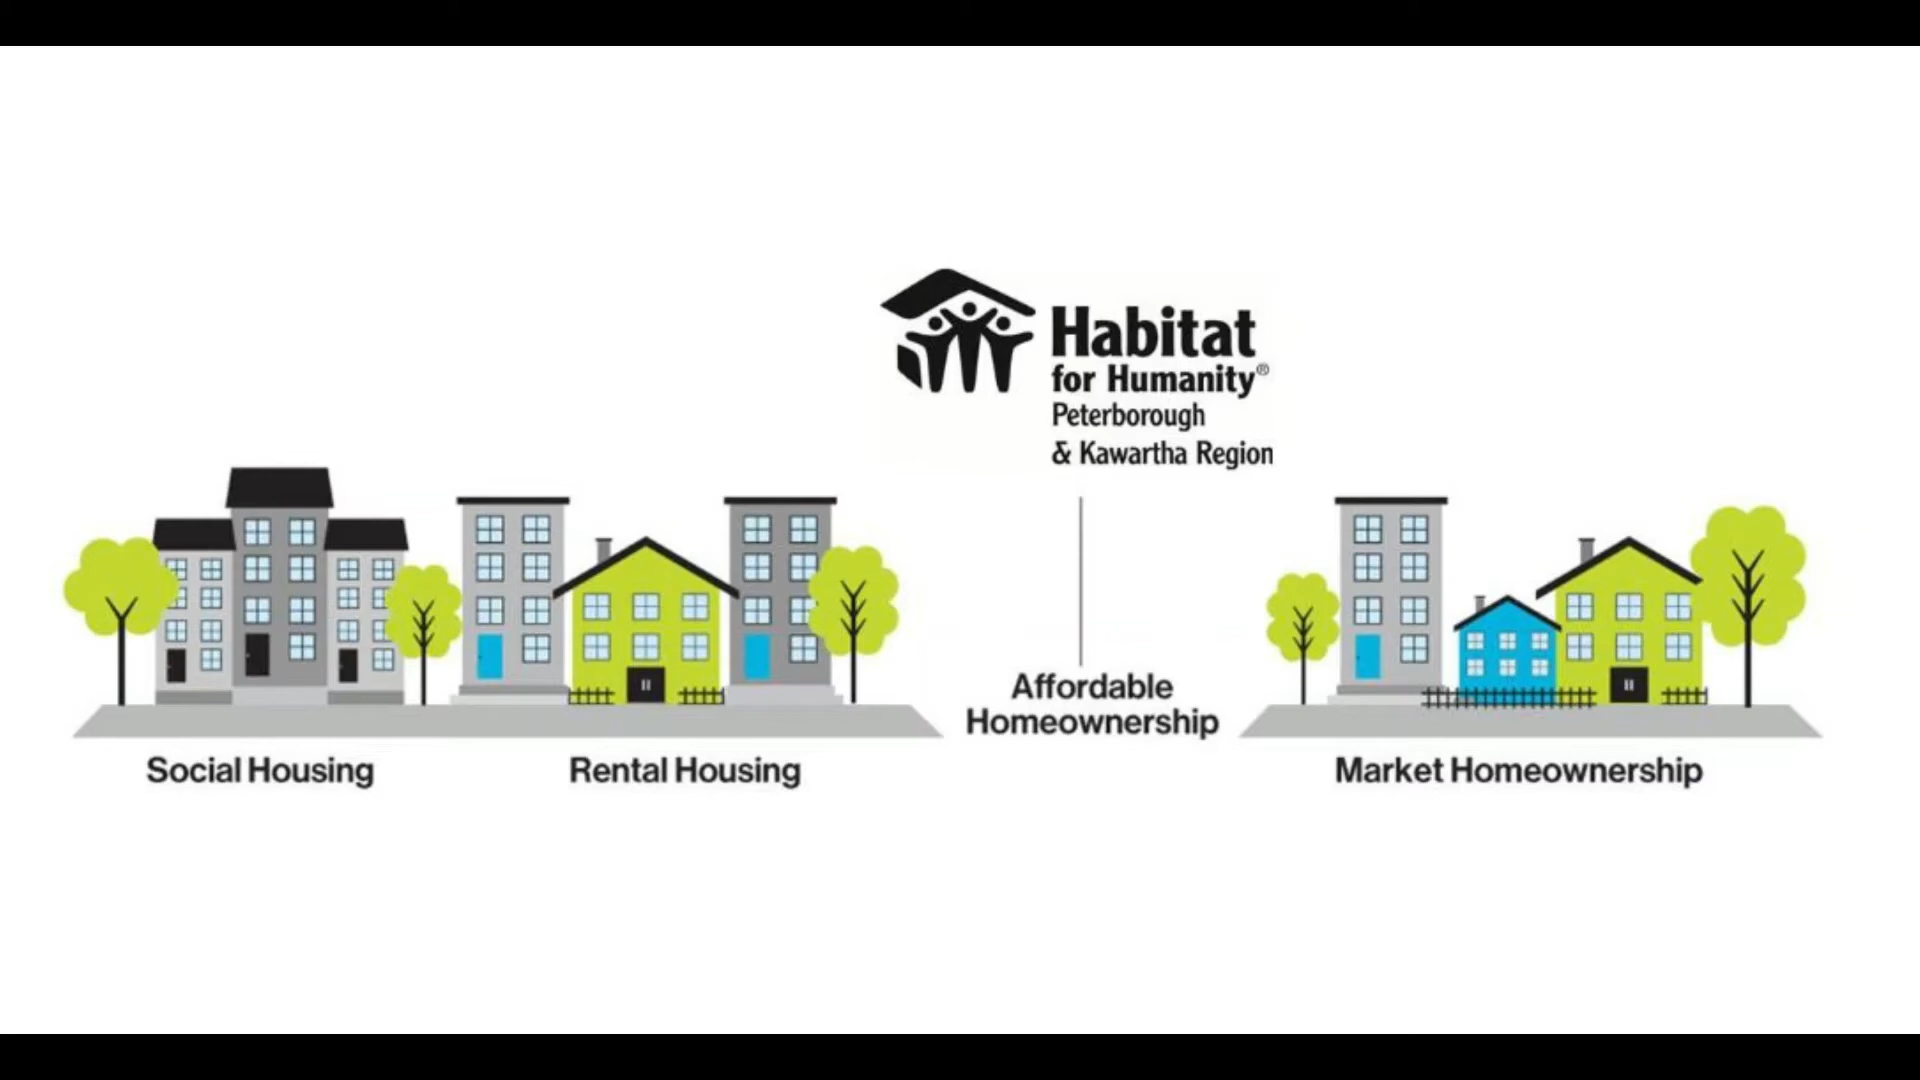 Habitat
for Humanity®
Peterborough
& Kawartha Region
Affordable
Homeownership
Social Housing
Rental Housing
Market Homeownership